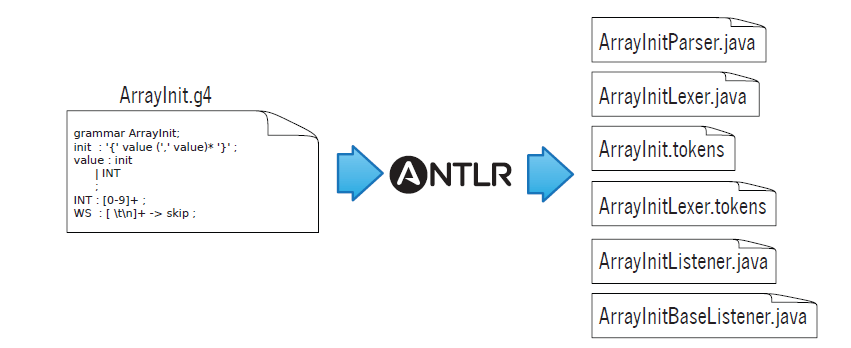 ArrayInit.g4
grammar ArrayInit;
init : '{' value (',' value)* '}' ;
value : init
| INT
;
INT : [0-9]+ ;
WS : [ \t\n]+ -> skip ;
ANTLR
ArrayInitParser.java
ArrayInitLexer.java
ArrayInit.tokens
ArrayInitLexer.tokens
ArrayInitListener.java
ArrayInitBaseListener.java